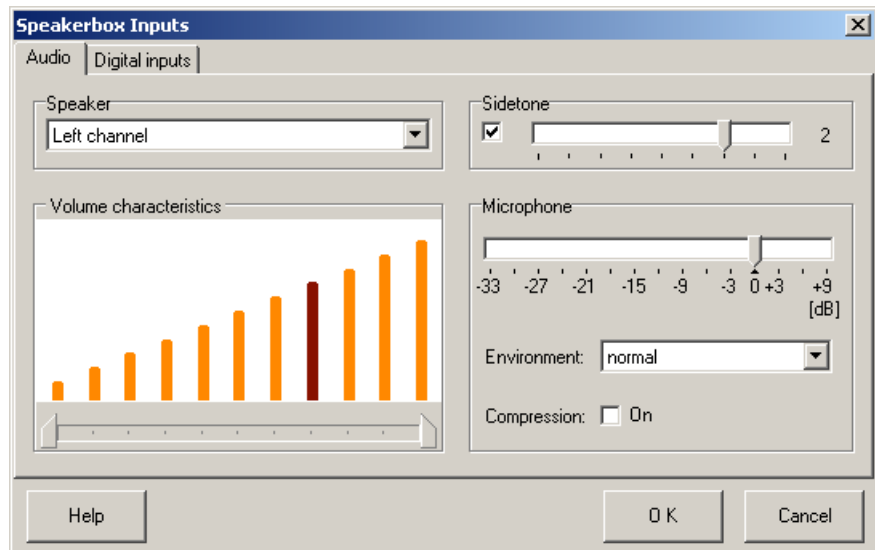 Speakerbox Inputs
Audio Digital inputs
Speaker
Left channel
Sidetone
2
Volume characteristics
Microphone
-33 -27 -21 -15 -9 -3 0 +3 +9
[dB]
Environment: normal
Compression: On
Help O K Cancel